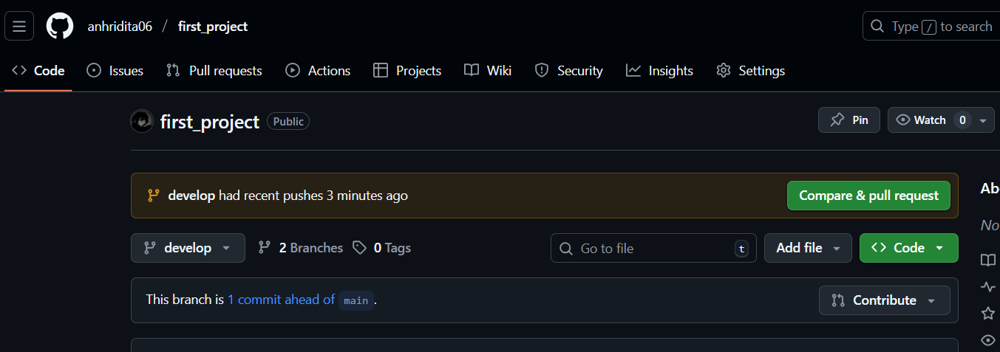 anhridita06 / first_project
Type / to search
Code Issues Pull requests Actions Projects Wiki Security Insights Settings
first_project Public
Pin Watch 0
develop had recent pushes 3 minutes ago
Compare & pull request
Ab
develop 2 Branches 0 Tags
Go to file t Add file Code
No
This branch is 1 commit ahead of main.
Contribute